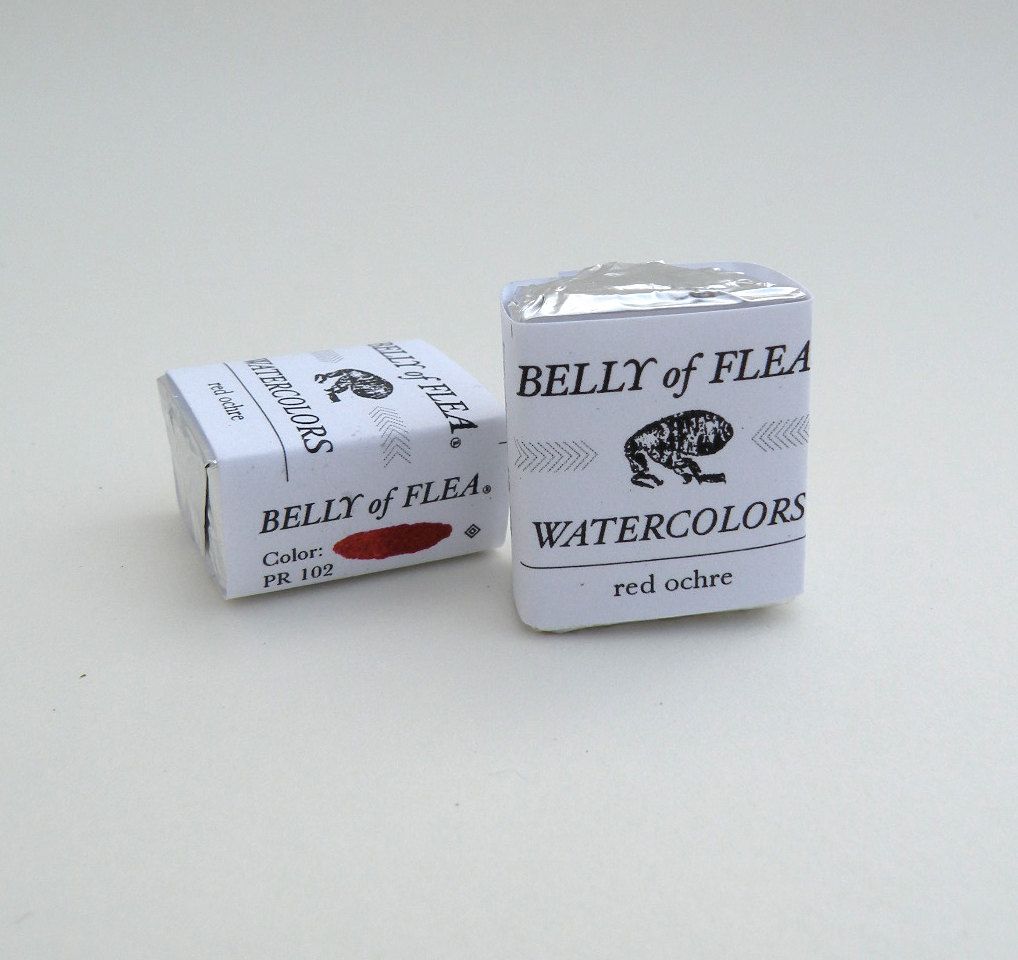 BELLY of FLEA®
WATERCOLORS
red ochre
BELLY of FLEA®
Color:
PR 102
BELLY of FLEA
WATERCOLORS
red ochre